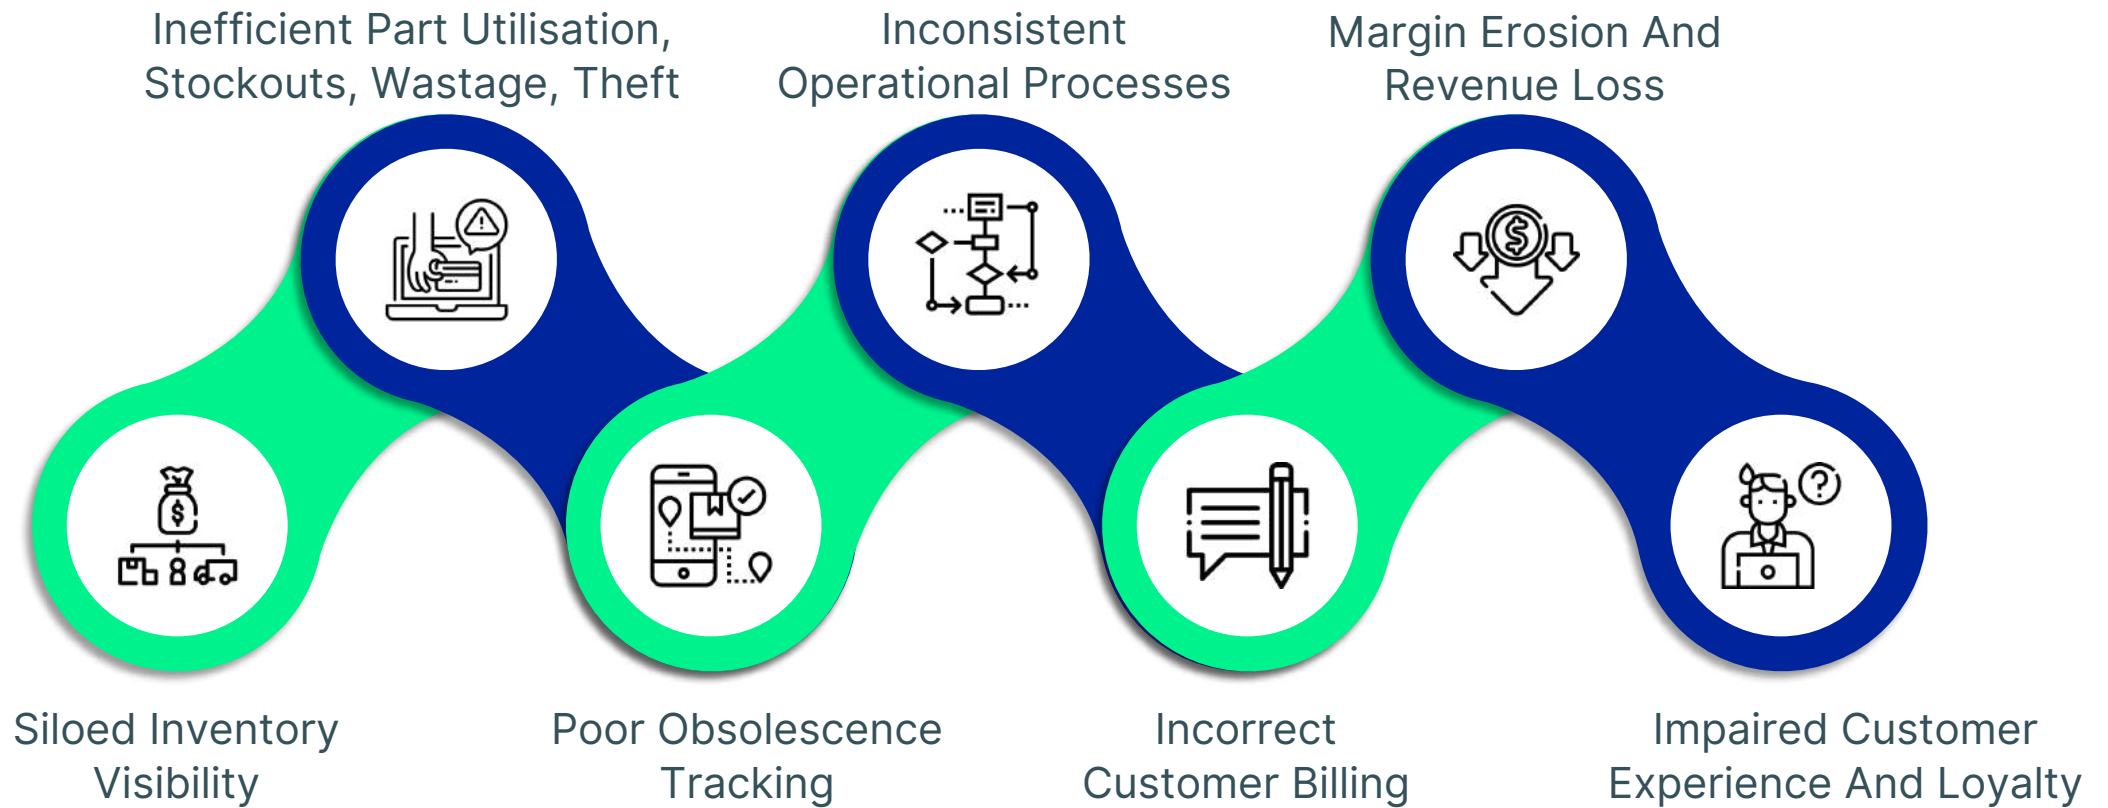 Inefficient Part Utilisation,
Stockouts, Wastage, Theft
Inconsistent
Operational Processes
Margin Erosion And
Revenue Loss
Siloed Inventory
Visibility
Poor Obsolescence
Tracking
Incorrect
Customer Billing
Impaired Customer
Experience And Loyalty